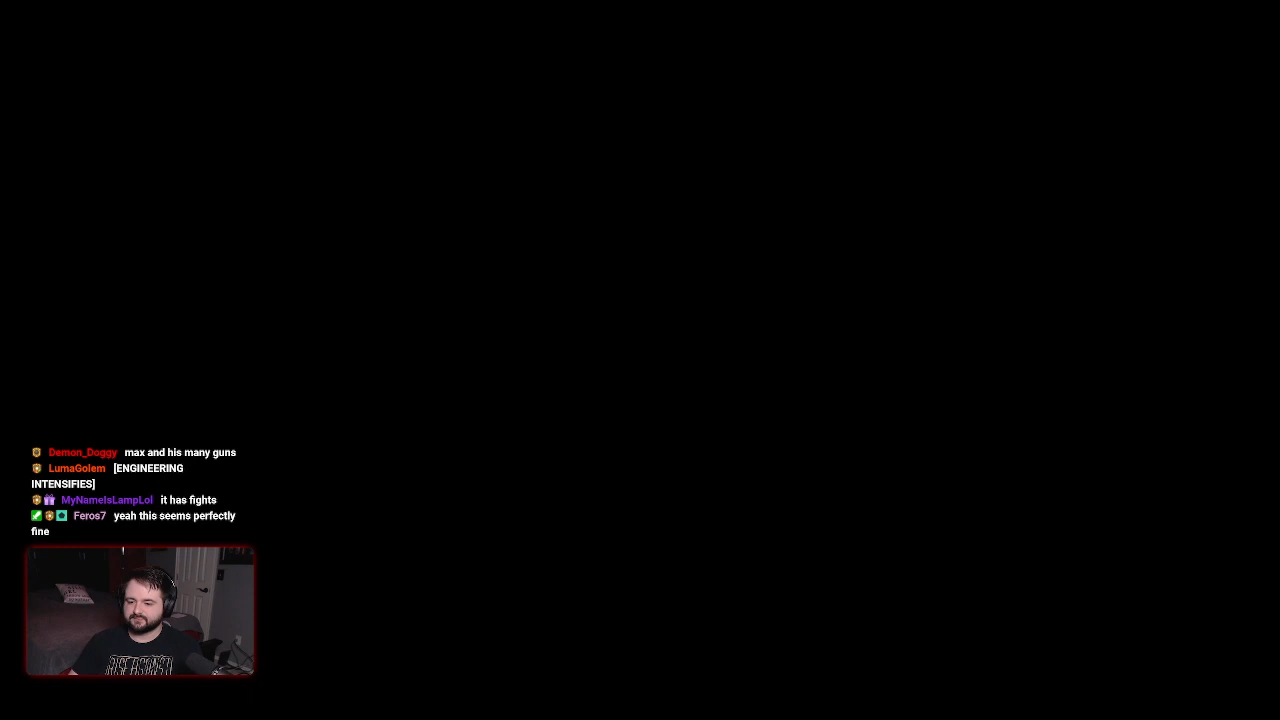 Demon_Doggy max and his many guns
LumaGolem [ENGINEERING
INTENSIFIES]
MyNameIsLampLol it has fights
Feros7 yeah this seems perfectly
fine